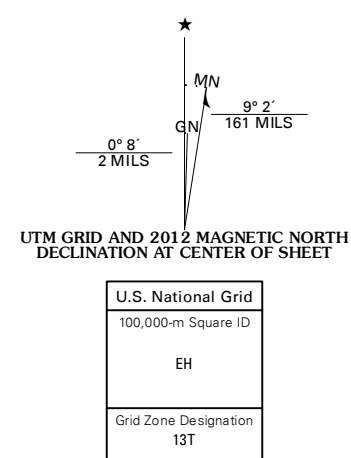 MN
GN
9° 2´
161 MILS
0° 8´
2 MILS
UTM GRID AND 2012 MAGNETIC NORTH
DECLINATION AT CENTER OF SHEET
U.S. National Grid
100,000-m Square ID
EH
Grid Zone Designation
13T